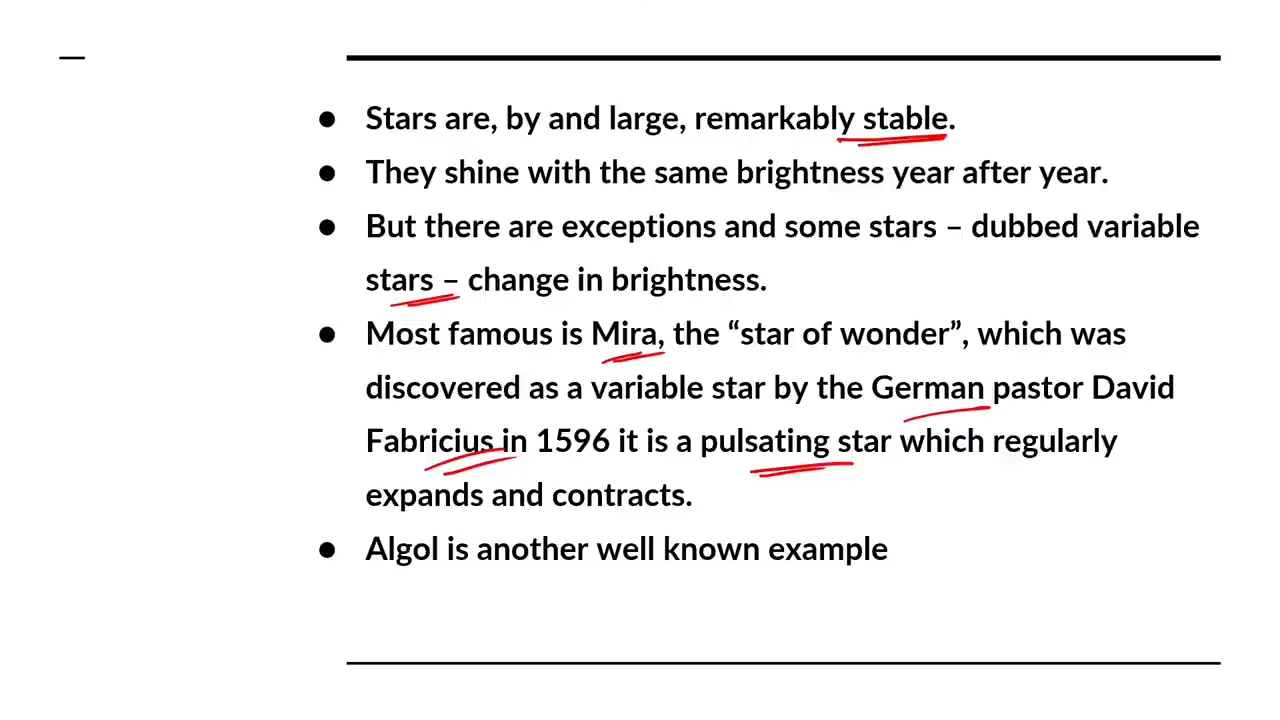 ● Stars are, by and large, remarkably stable.
● They shine with the same brightness year after year.
● But there are exceptions and some stars – dubbed variable
stars – change in brightness.
● Most famous is Mira, the “star of wonder”, which was
discovered as a variable star by the German pastor David
Fabricius in 1596 it is a pulsating star which regularly
expands and contracts.
● Algol is another well known example